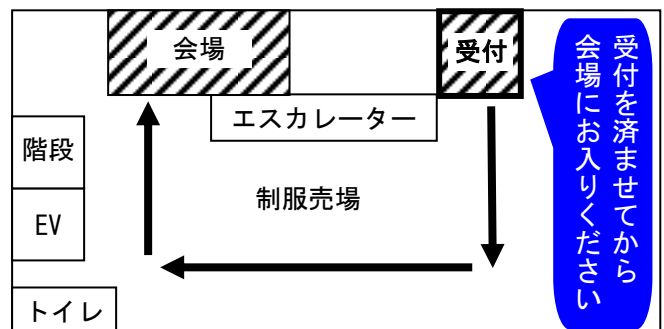 会場
受付
エスカレーター
階段
EV
制服売場
トイレ
受付を済ませてから
会場にお入りください